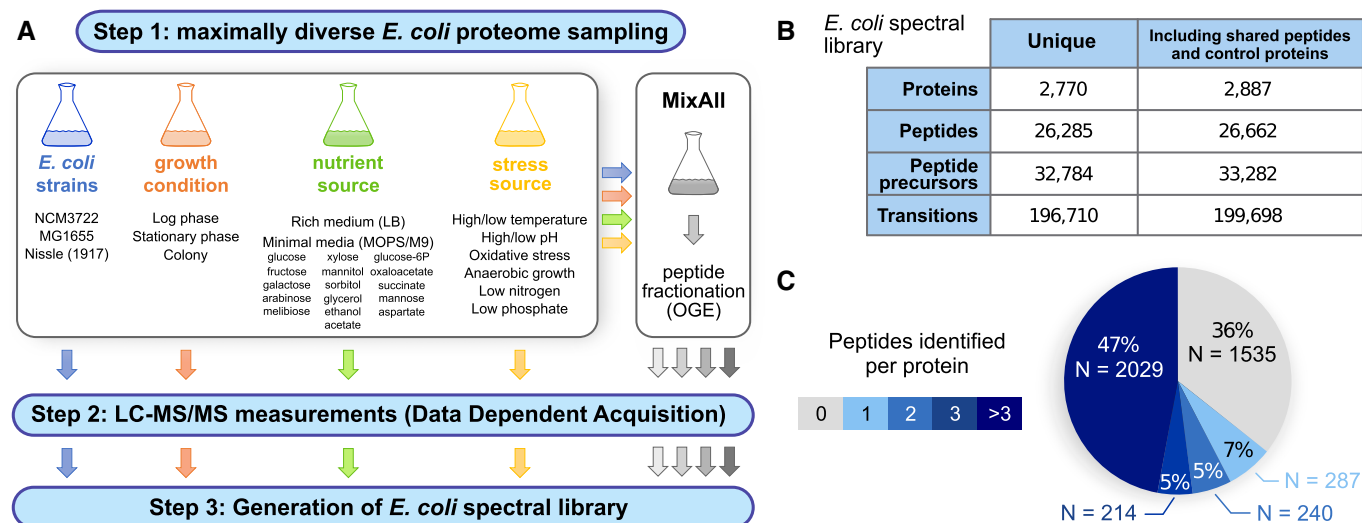 A
Step 1: maximally diverse E. coli proteome sampling
E. coli
strains
NCM3722
MG1655
Nissle (1917)
growth
condition
Log phase
Stationary phase
Colony
nutrient
source
Rich medium (LB)
Minimal media (MOPS/M9)
glucose xylose glucose-6P
fructose mannitol oxaloacetate
galactose sorbitol succinate
arabinose glycerol mannose
melibiose ethanol aspartate
acetate
stress
source
High/low temperature
High/low pH
Oxidative stress
Anaerobic growth
Low nitrogen
Low phosphate
MixAll
peptide
fractionation
(OGE)
Step 2: LC-MS/MS measurements (Data Dependent Acquisition)
Step 3: Generation of E. coli spectral library
B
E. coli spectral
library
Unique
Including shared peptides
and control proteins
Proteins 2,770 2,887
Peptides 26,285 26,662
Peptide
precursors 32,784 33,282
Transitions 196,710 199,698
C
Peptides identified
per protein
0 1 2 3 >3
47%
N = 2029
36%
N = 1535
7%
N = 287
5%
N = 240
5%
N = 214